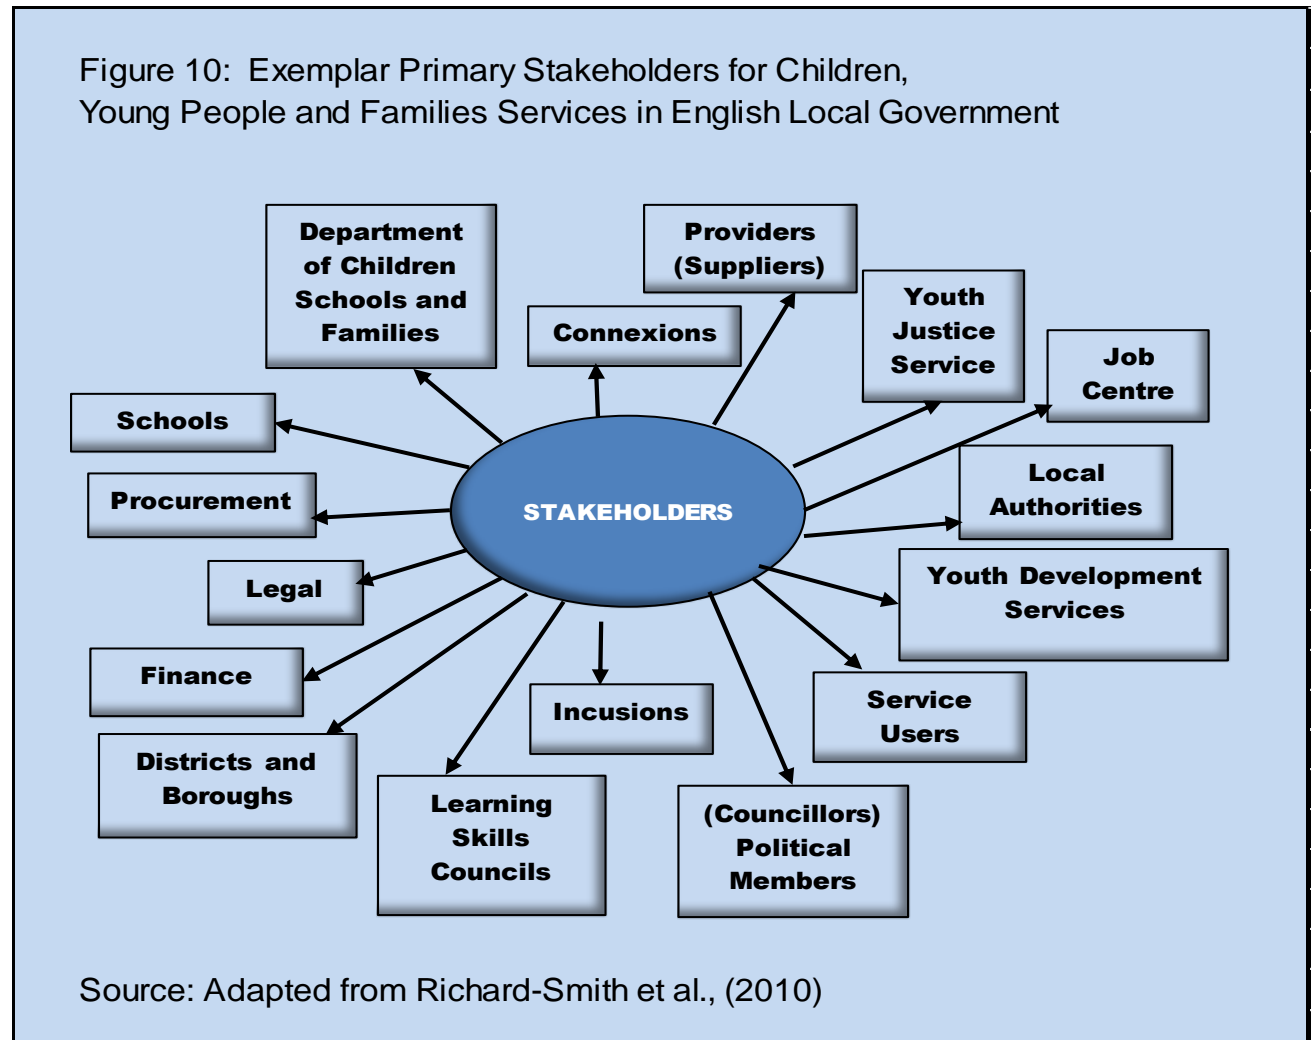 Figure 10: Exemplar Primary Stakeholders for Children,
Young People and Families Services in English Local Government
Department
of Children
Schools and
Families
Connexions
Providers
(Suppliers)
Youth
Justice
Service
Job
Centre
Schools
Procurement
Legal
Finance
Districts and
Boroughs
STAKEHOLDERS
Local
Authorities
Youth Development
Services
Service
Users
Incusions
Learning
Skills
Councils
(Councillors)
Political
Members
Source: Adapted from Richard-Smith et al., (2010)